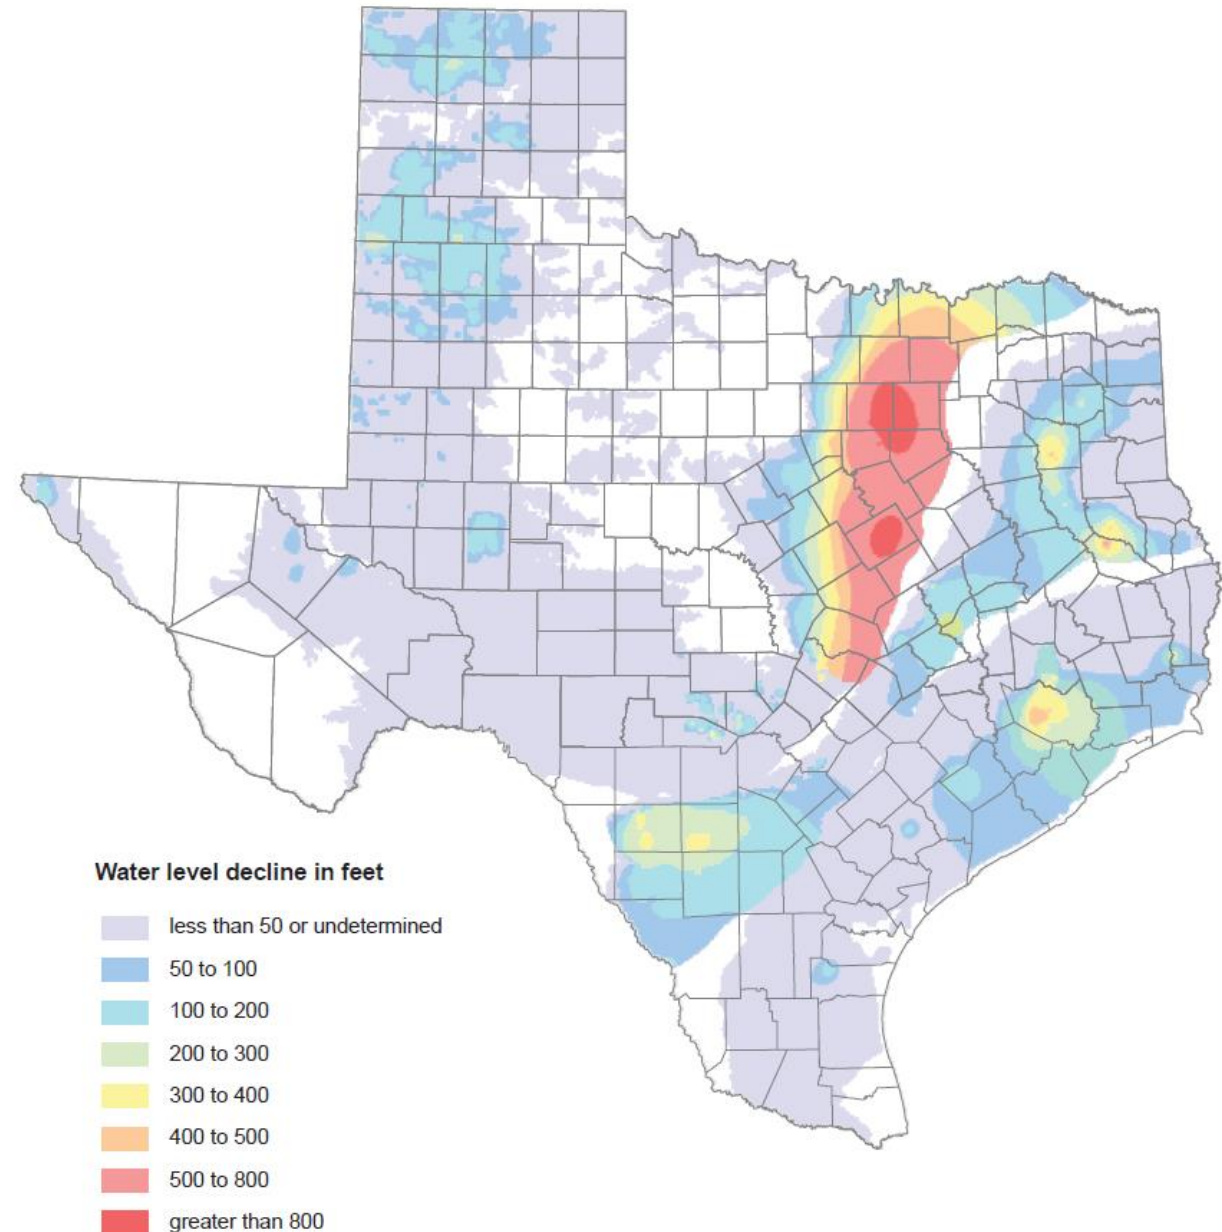 Water level decline in feet
less than 50 or undetermined
50 to 100
100 to 200
200 to 300
300 to 400
400 to 500
500 to 800
greater than 800